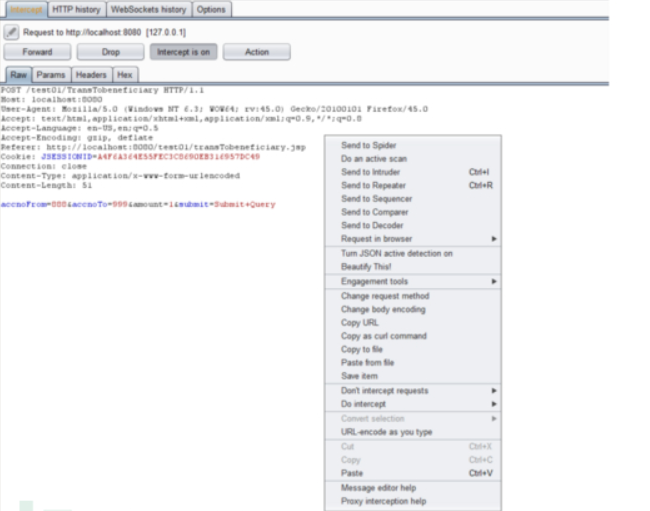 Intercept HTTP history WebSockets history Options
Request to http://localhost:8080 [127.0.0.1]
Forward Drop Intercept is on Action
Raw Params Headers Hex
POST /test01/TransTobeneficiary HTTP/1.1
Host: localhost:8080
User-Agent: Mozilla/5.0 (Windows NT 6.3; WOW64; rv:45.0) Gecko/20100101 Firefox/45.0
Accept: text/html,application/xhtml+xml,application/xml;q=0.9,*/*;q=0.8
Accept-Language: en-US,en;q=0.5
Accept-Encoding: gzip, deflate
Referer: http://localhost:8080/test01/transTobeneficiary.jsp
Cookie: JSESSIONID=
Connection: close
Content-Type: application/x-www-form-urlencoded
Content-Length: 51
accnoFrom=888&accnoTo=999&amount=1&submit=Submit+Query
Send to Spider
Do an active scan
Send to Intruder Ctrl+I
Send to Repeater Ctrl+R
Send to Sequencer
Send to Comparer
Send to Decoder
Request in browser
Turn JSON active detection on
Beautify This!
Engagement tools
Change request method
Change body encoding
Copy URL
Copy as curl command
Copy to file
Paste from file
Save item
Don't intercept requests
Do intercept
Convert selection
URL-encode as you type
Cut Ctrl+X
Copy Ctrl+C
Paste Ctrl+V
Message editor help
Proxy interception help